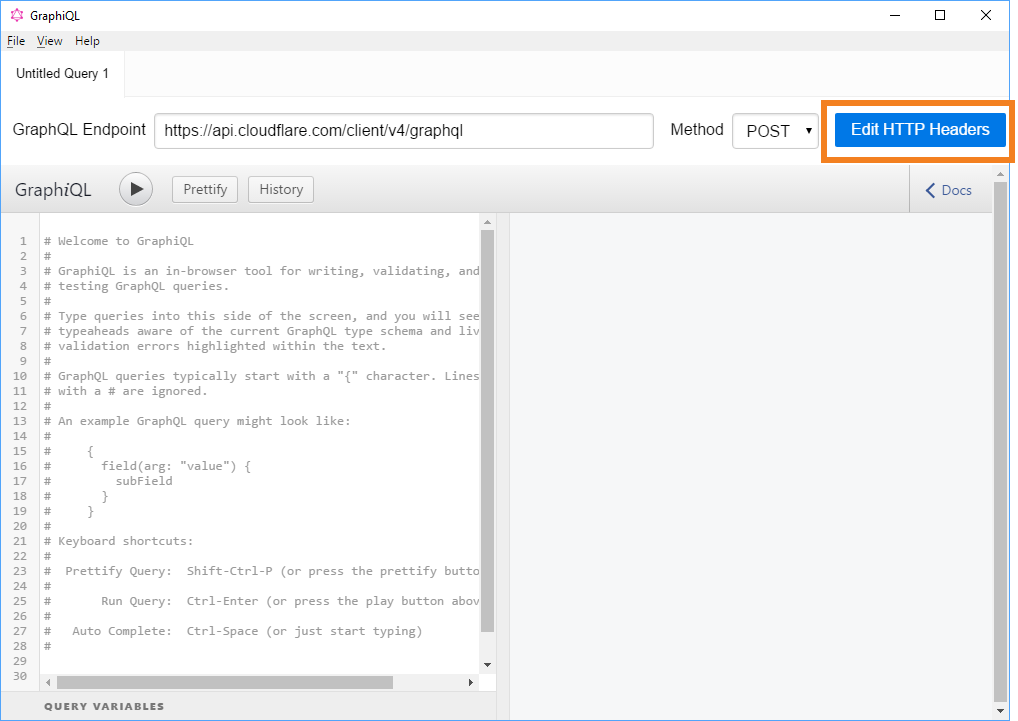 GraphiQL
File View Help
Untitled Query 1
GraphQL Endpoint https://api.cloudflare.com/client/v4/graphql Method POST Edit HTTP Headers
GraphiQL Prettify History Docs
1 # Welcome to GraphiQL
2 #
3 # GraphiQL is an in-browser tool for writing, validating, and
4 # testing GraphQL queries.
5 #
6 # Type queries into this side of the screen, and you will see
7 # typeaheads aware of the current GraphQL type schema and liv
8 # validation errors highlighted within the text.
9 #
10 # GraphQL queries typically start with a "{" character. Lines
11 # with a # are ignored.
12 #
13 # An example GraphQL query might look like:
14 #
15 #     {
16 #       field(arg: "value") {
17 #         subField
18 #       }
19 #     }
20 #
21 # Keyboard shortcuts:
22 #
23 #  Prettify Query:  Shift-Ctrl-P (or press the prettify butto
24 #
25 #       Run Query:  Ctrl-Enter (or press the play button abov
26 #
27 #   Auto Complete:  Ctrl-Space (or just start typing)
28 #
29
30
QUERY VARIABLES